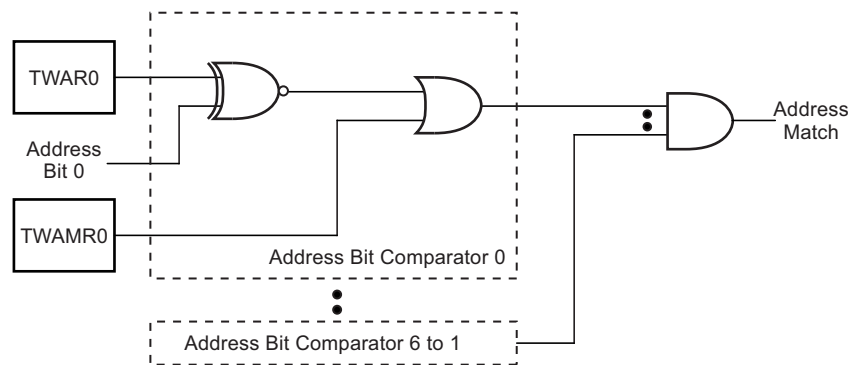 TWAR0
Address
Bit 0
TWAMR0
Address Bit Comparator 0
Address
Match
Address Bit Comparator 6 to 1